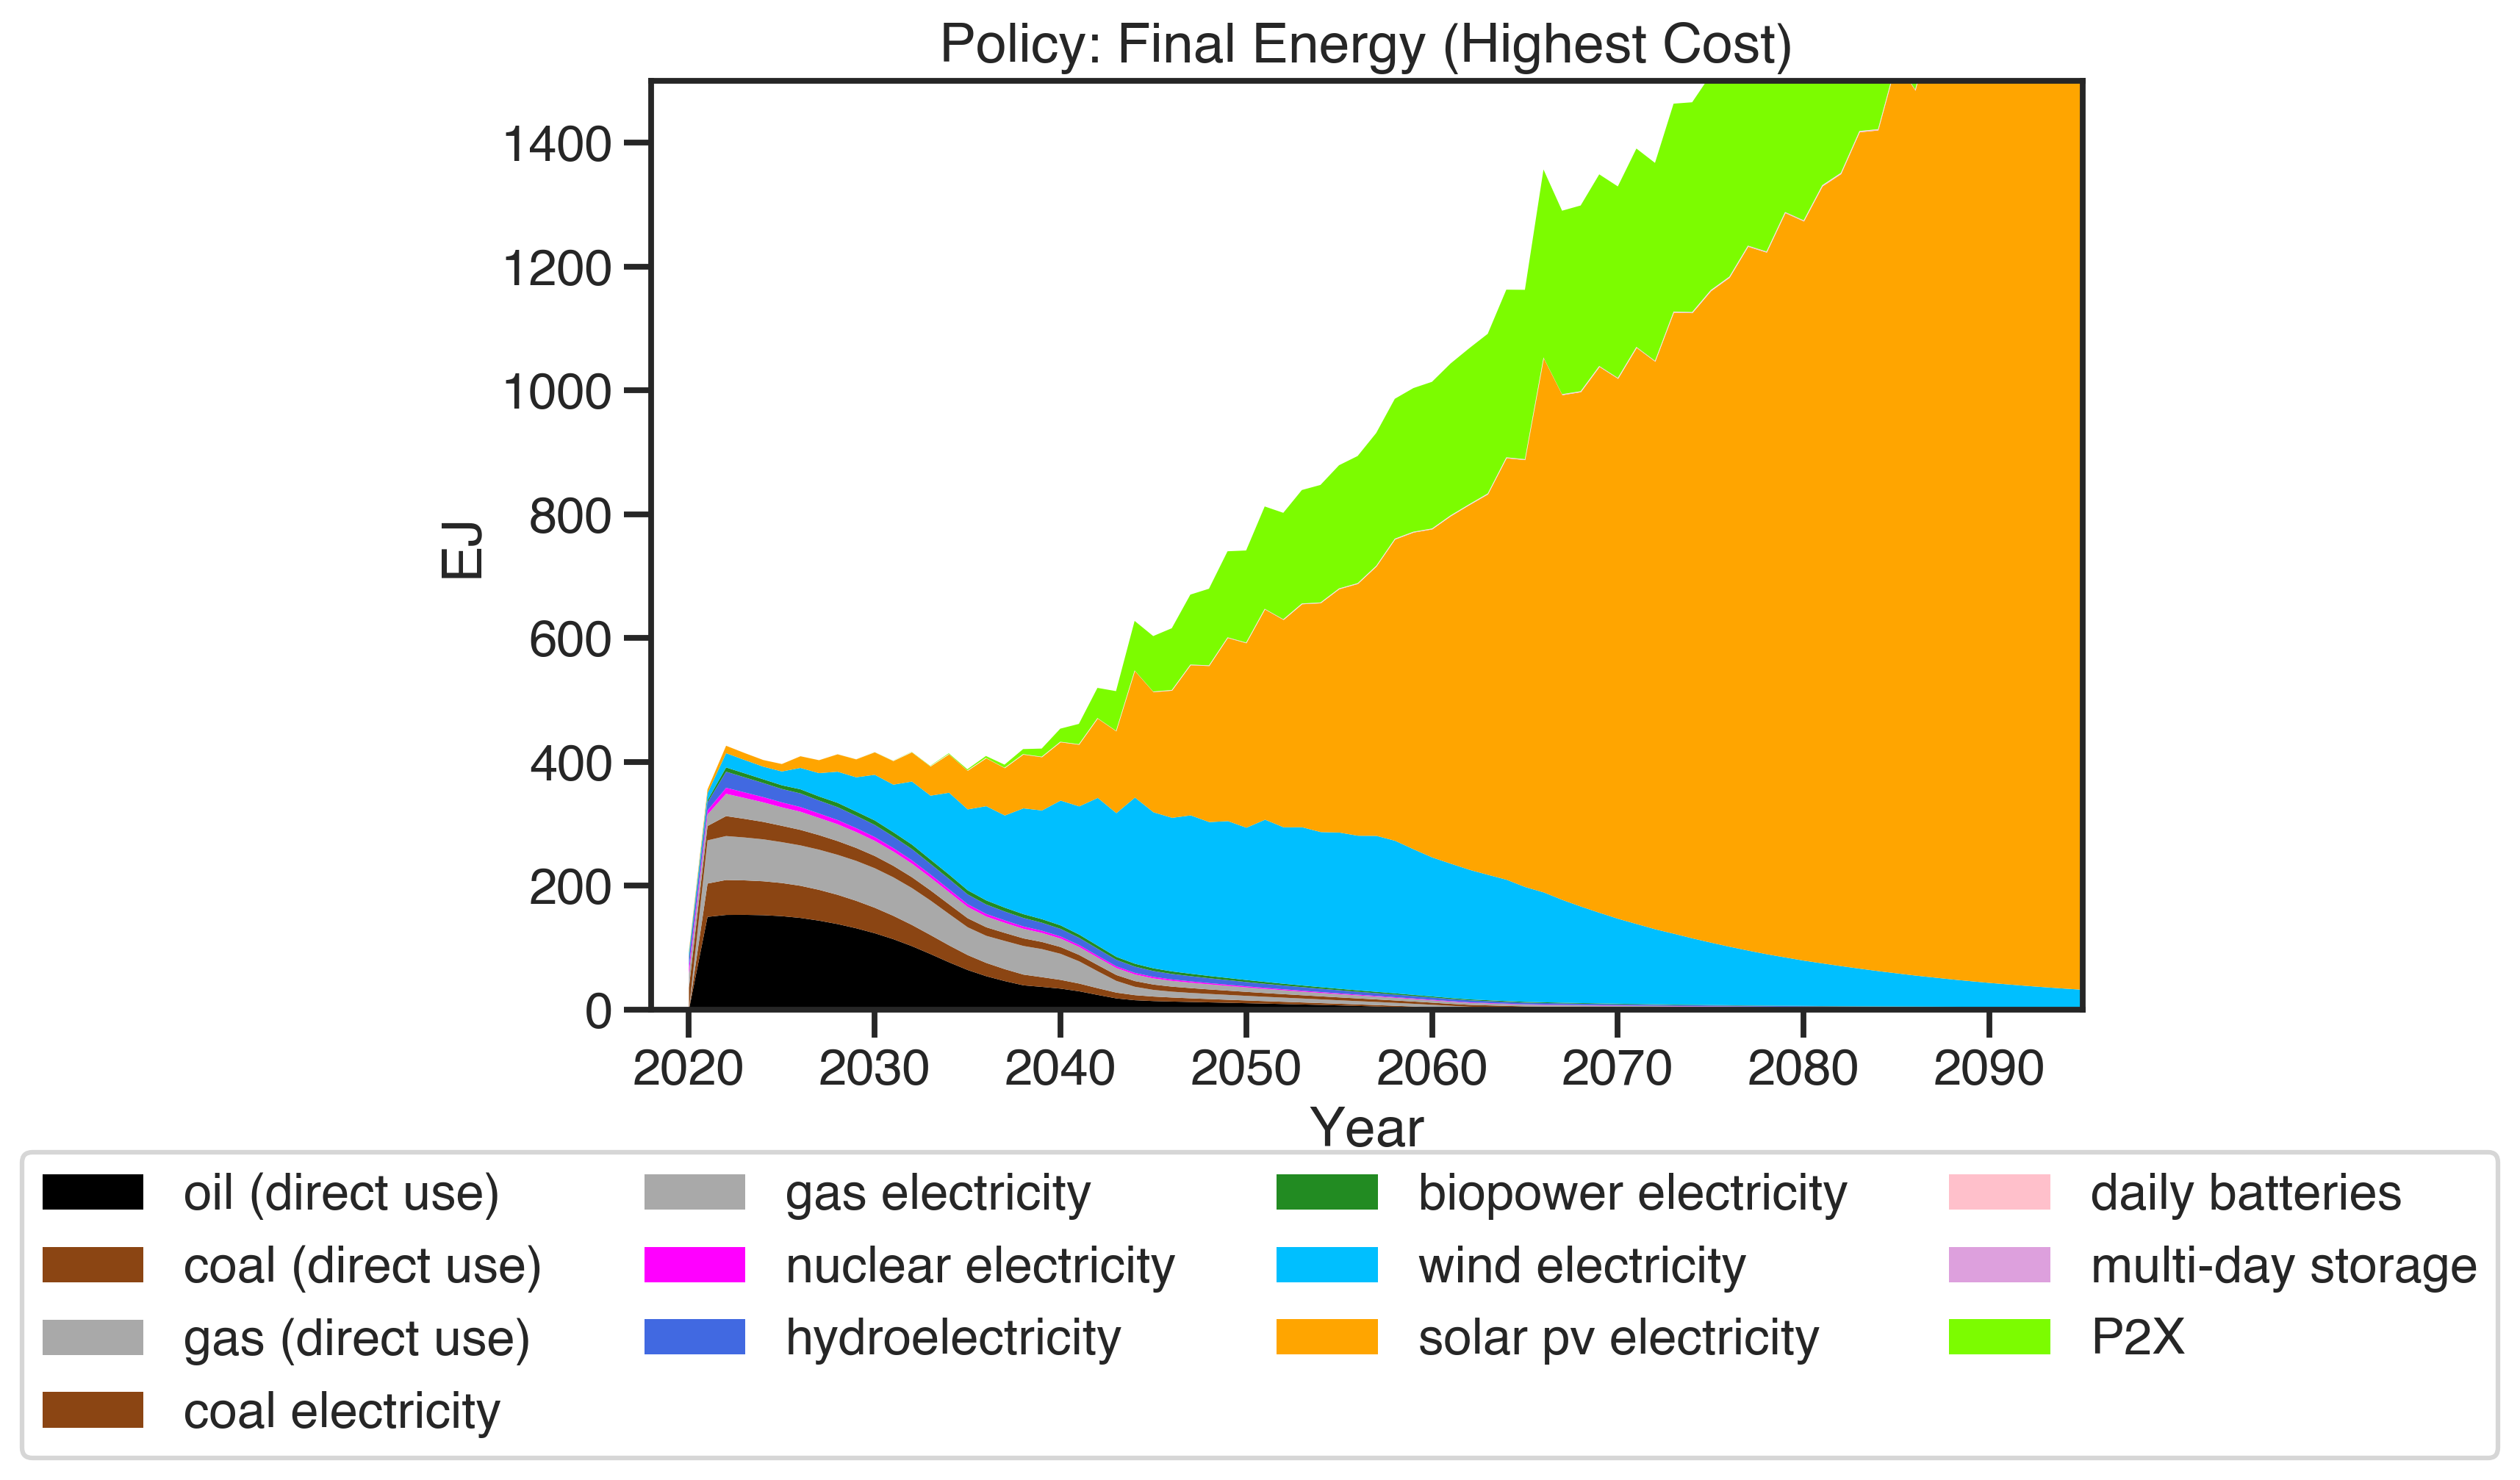 Policy: Final Energy (Highest Cost)
1400
1200
1000
800
600
400
200
0
EJ
2020 2030 2040 2050 2060 2070 2080 2090
Year
oil (direct use) gas electricity biopower electricity daily batteries
coal (direct use) nuclear electricity wind electricity multi-day storage
gas (direct use) hydroelectricity solar pv electricity P2X
coal electricity